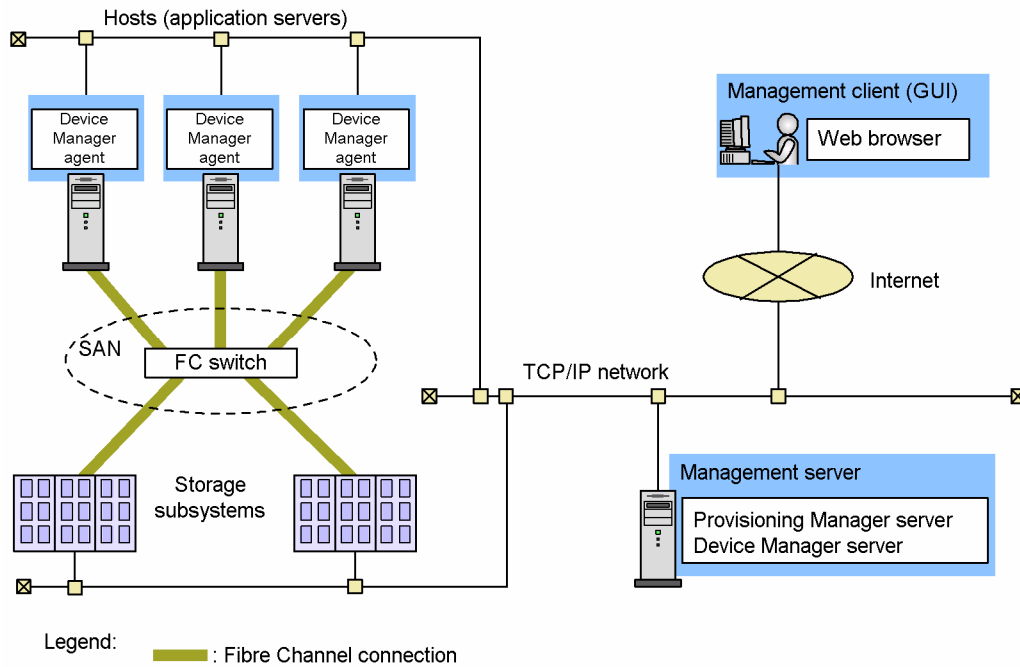 Hosts (application servers)
Device
Manager
agent
Device
Manager
agent
Device
Manager
agent
Management client (GUI)
Web browser
Internet
SAN
FC switch
TCP/IP network
Storage
subsystems
Management server
Provisioning Manager server
Device Manager server
Legend:
: Fibre Channel connection